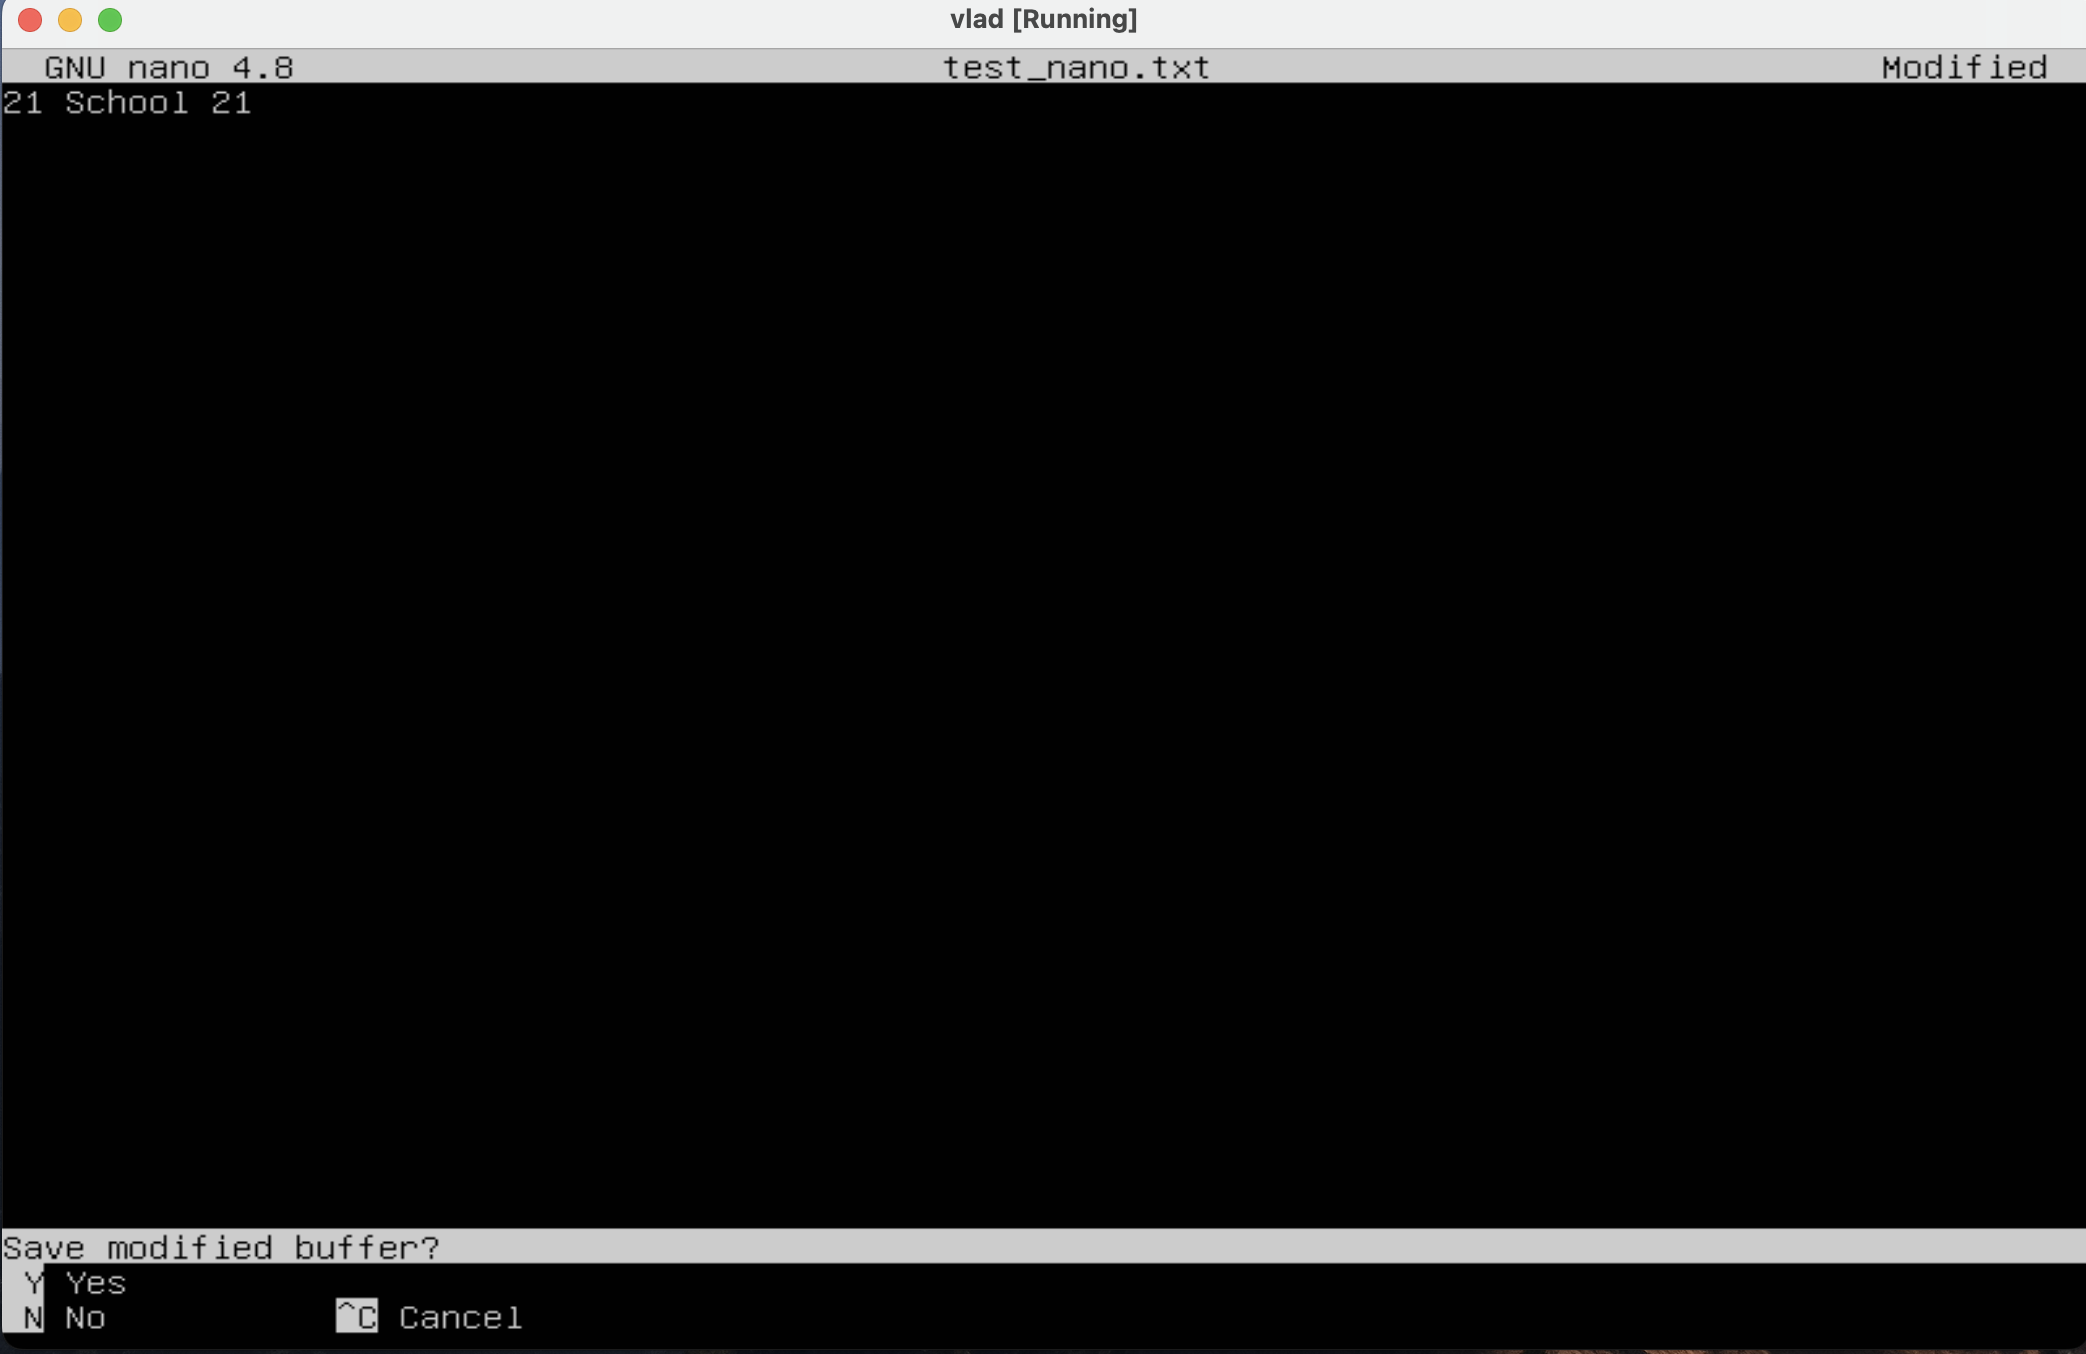 vlad [Running]
GNU nano 4.8 test_nano.txt Modified
21 School 21
Save modified buffer?
Y Yes
N No ^C Cancel